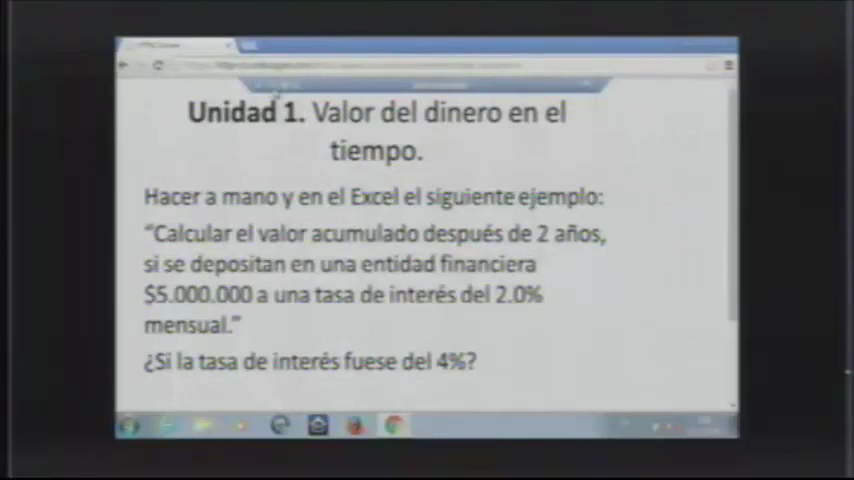 Unidad 1. Valor del dinero en el
tiempo.
Hacer a mano y en el Excel el siguiente ejemplo:
“Calcular el valor acumulado después de 2 años,
si se depositan en una entidad financiera
$5.000.000 a una tasa de interés del 2.0%
mensual.”
¿Si la tasa de interés fuese del 4%?